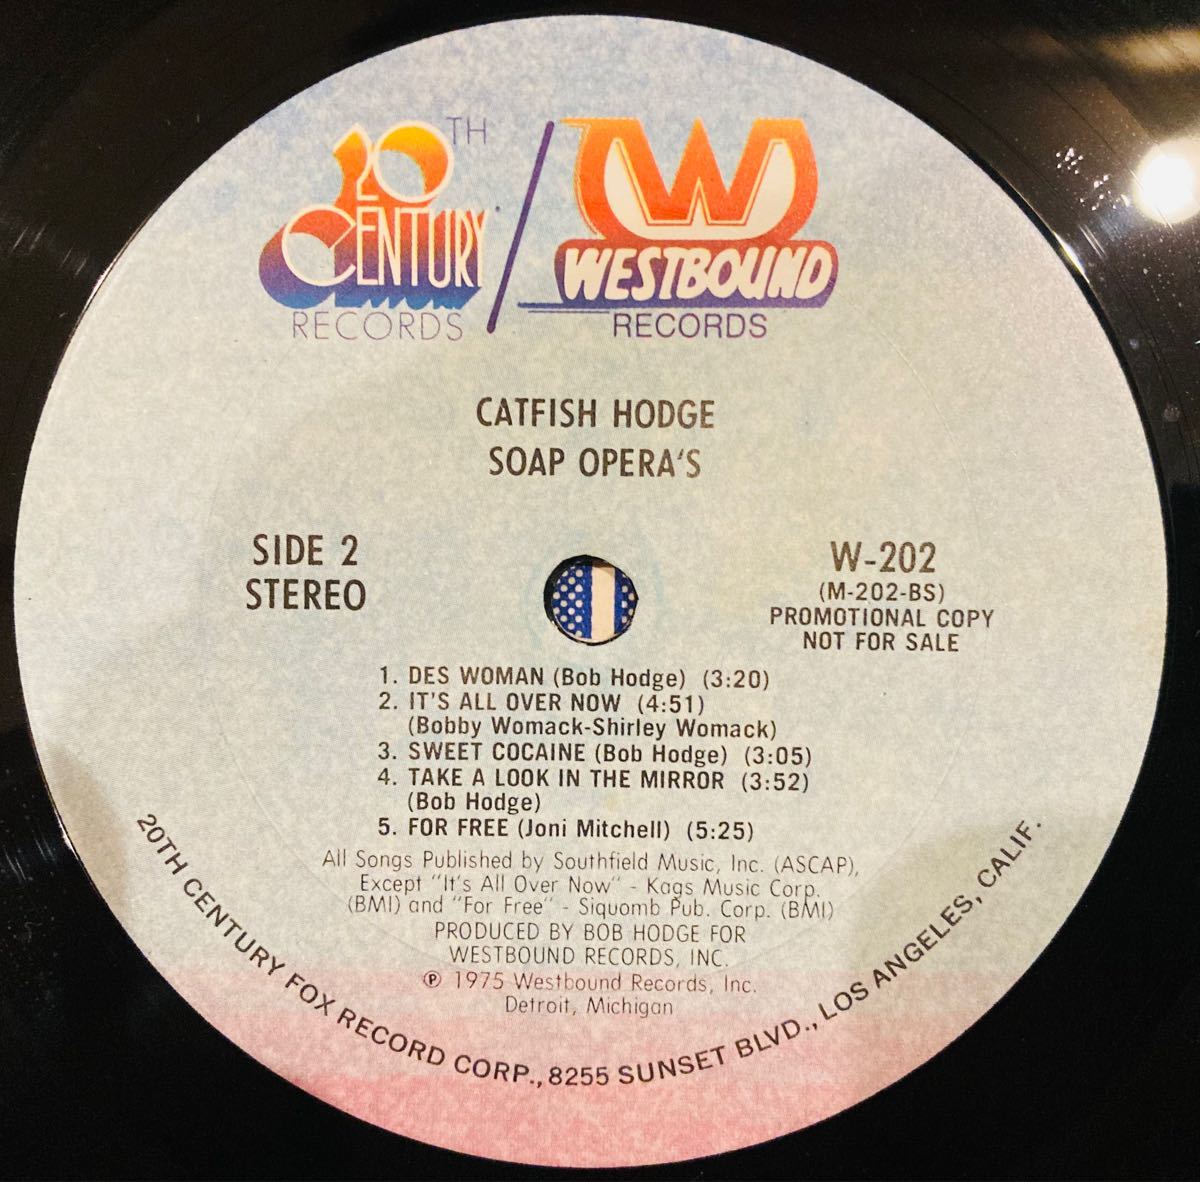 20TH CENTURY RECORDS / W WESTBOUND RECORDS
CATFISH HODGE
SOAP OPERA'S
SIDE 2
STEREO
W-202
(M-202-BS)
PROMOTIONAL COPY
NOT FOR SALE
1. DES WOMAN (Bob Hodge) (3:20)
2. IT'S ALL OVER NOW (4:51)
(Bobby Womack-Shirley Womack)
3. SWEET COCAINE (Bob Hodge) (3:05)
4. TAKE A LOOK IN THE MIRROR (3:52)
(Bob Hodge)
5. FOR FREE (Joni Mitchell) (5:25)
All Songs Published by Southfield Music, Inc. (ASCAP),
Except "It's All Over Now" - Kags Music Corp.
(BMI) and "For Free" - Siquomb Pub. Corp. (BMI)
PRODUCED BY BOB HODGE FOR
WESTBOUND RECORDS, INC.
℗ 1975 Westbound Records, Inc.
Detroit, Michigan
20TH CENTURY FOX RECORD CORP., 8255 SUNSET BLVD., LOS ANGELES, CALIF.